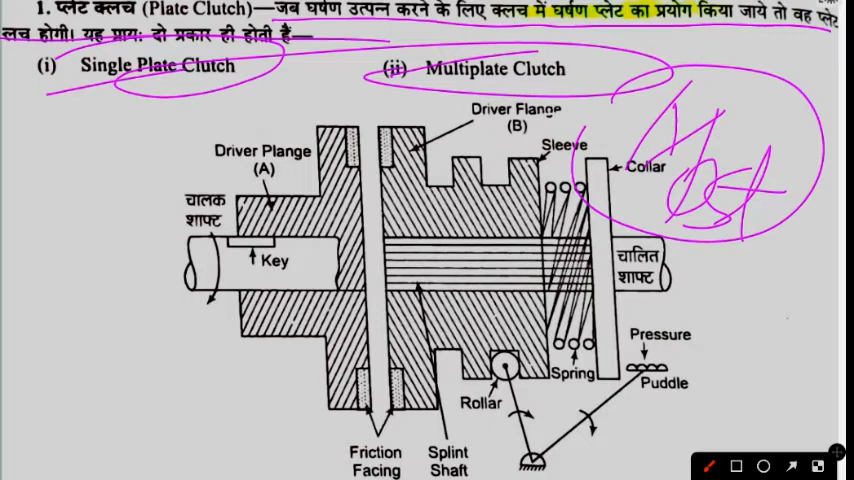 1. प्लेट क्लच (Plate Clutch)—जब घर्षण उत्पन्न करने के लिए क्लच में घर्षण प्लेट का प्रयोग किया जाये तो वह प्लेट
लच होगी। यह प्रायः दो प्रकार ही होती हैं—
(i) Single Plate Clutch (ii) Multiplate Clutch
Driver Flange
(B)
Driver Plange
(A)
Sleeve
Collar
चालक
शाफ्ट
Key
चालित
शाफ्ट
Pressure
Spring
Puddle
Rollar
Friction
Facing
Splint
Shaft